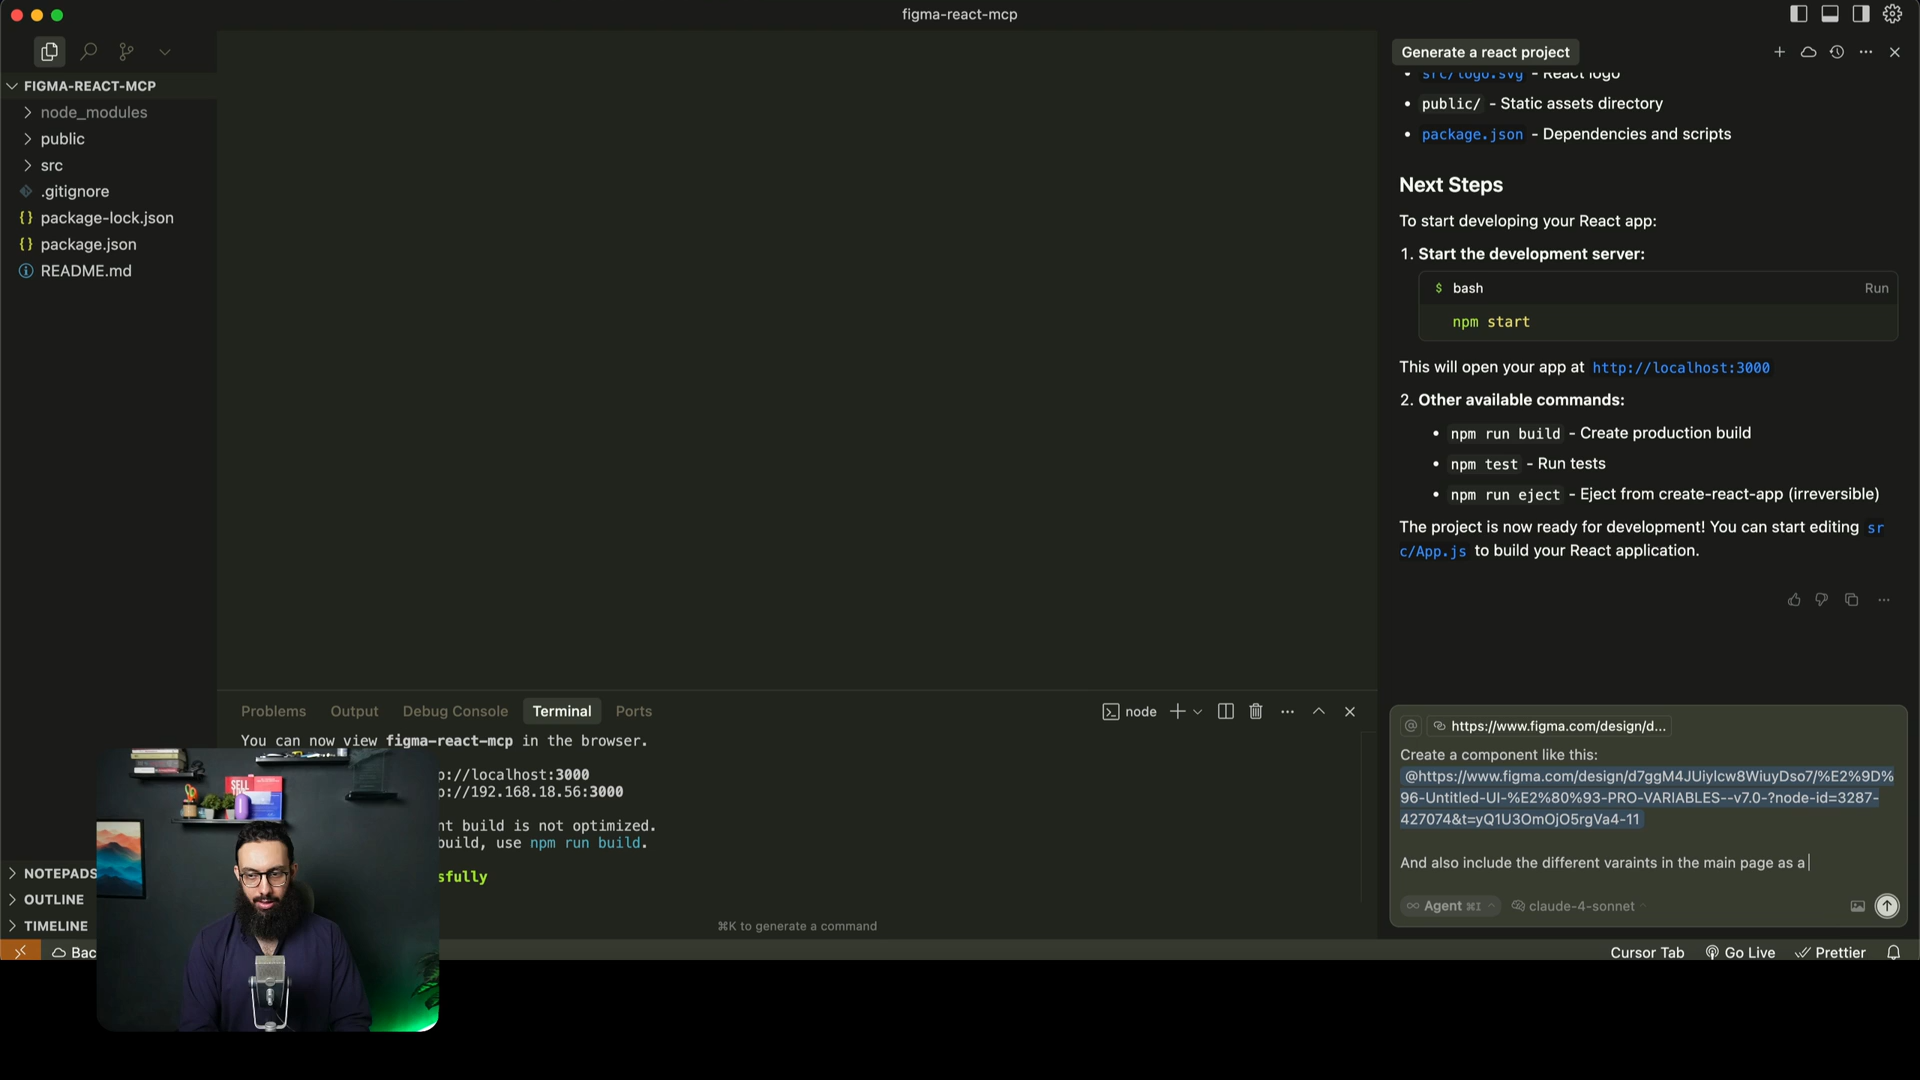 figma-react-mcp
FIGMA-REACT-MCP
node_modules
public
src
.gitignore
package-lock.json
package.json
README.md
NOTEPADS
OUTLINE
TIMELINE
Problems
Output
Debug Console
Terminal
Ports
node
You can now view figma-react-mcp in the browser.
p://localhost:3000
p://192.168.18.56:3000
nt build is not optimized.
build, use npm run build.
sfully
⌘K to generate a command
SELL
Generate a react project
src/logo.svg - React logo
public/ - Static assets directory
package.json - Dependencies and scripts
Next Steps
To start developing your React app:
1. Start the development server:
$ bash
Run
npm start
This will open your app at http://localhost:3000
2. Other available commands:
npm run build - Create production build
npm test - Run tests
npm run eject - Eject from create-react-app (irreversible)
The project is now ready for development! You can start editing sr
c/App.js to build your React application.
@ https://www.figma.com/design/d...
Create a component like this:
@https://www.figma.com/design/d7ggM4JUiylcw8WiuyDso7/%E2%9D%
96-Untitled-UI-%E2%80%93-PRO-VARIABLES--v7.0-?node-id=3287-
427074&t=yQ1U3OmOjO5rgVa4-11
And also include the different varaints in the main page as a
Agent ⌘I
claude-4-sonnet
Bac
Cursor Tab
Go Live
Prettier